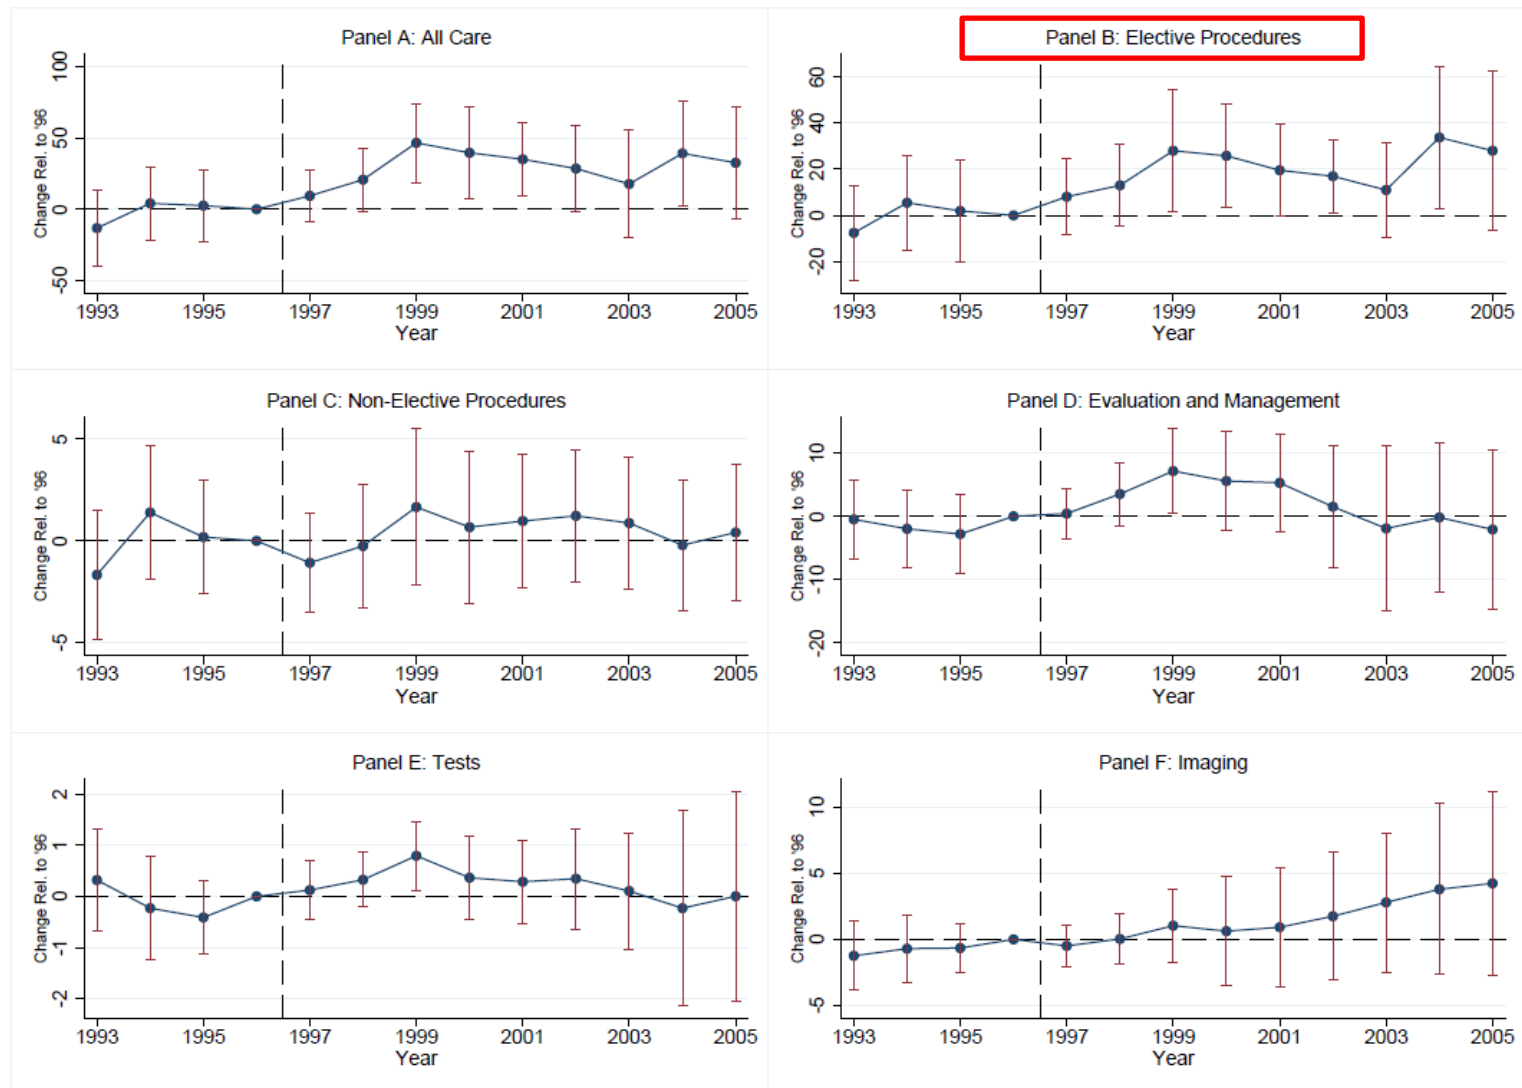 Panel A: All Care
100
50
0
-50
Change Rel. to '96
1993 1995 1997 1999 2001 2003 2005
Year
Panel B: Elective Procedures
60
40
20
0
-20
Change Rel. to '96
1993 1995 1997 1999 2001 2003 2005
Year
Panel C: Non-Elective Procedures
5
0
-5
Change Rel. to '96
1993 1995 1997 1999 2001 2003 2005
Year
Panel D: Evaluation and Management
10
0
-10
-20
Change Rel. to '96
1993 1995 1997 1999 2001 2003 2005
Year
Panel E: Tests
2
1
0
-1
-2
Change Rel. to '96
1993 1995 1997 1999 2001 2003 2005
Year
Panel F: Imaging
10
5
0
-5
Change Rel. to '96
1993 1995 1997 1999 2001 2003 2005
Year